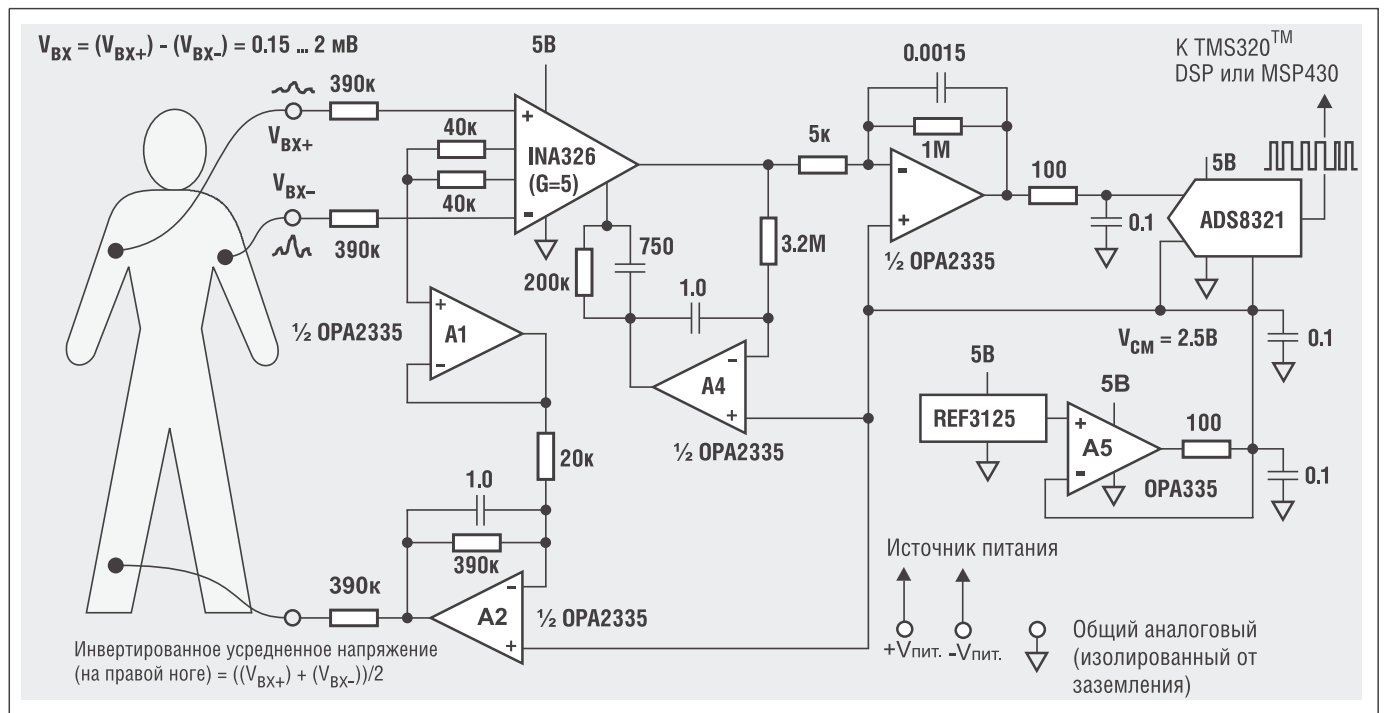 V_BX = (V_BX+) - (V_BX-) = 0.15 ... 2 мВ
5В
0.0015
К TMS320™
DSP или MSP430
390к
V_BX+
40к
INA326
(G=5)
5к
1М
100
5В
V_BX-
40к
ADS8321
0.1
390к
750
3.2М
½ OPA2335
200к
1.0
½ OPA2335
A1
V_CM = 2.5В
0.1
5В
A4
5В
REF3125
100
A5
½ OPA2335
20к
OPA335
0.1
1.0
390к
Источник питания
390к
A2
½ OPA2335
+Vпит.
-Vпит.
Общий аналоговый
(изолированный от
заземления)
Инвертированное усредненное напряжение
(на правой ноге) = ((V_BX+) + (V_BX-))/2